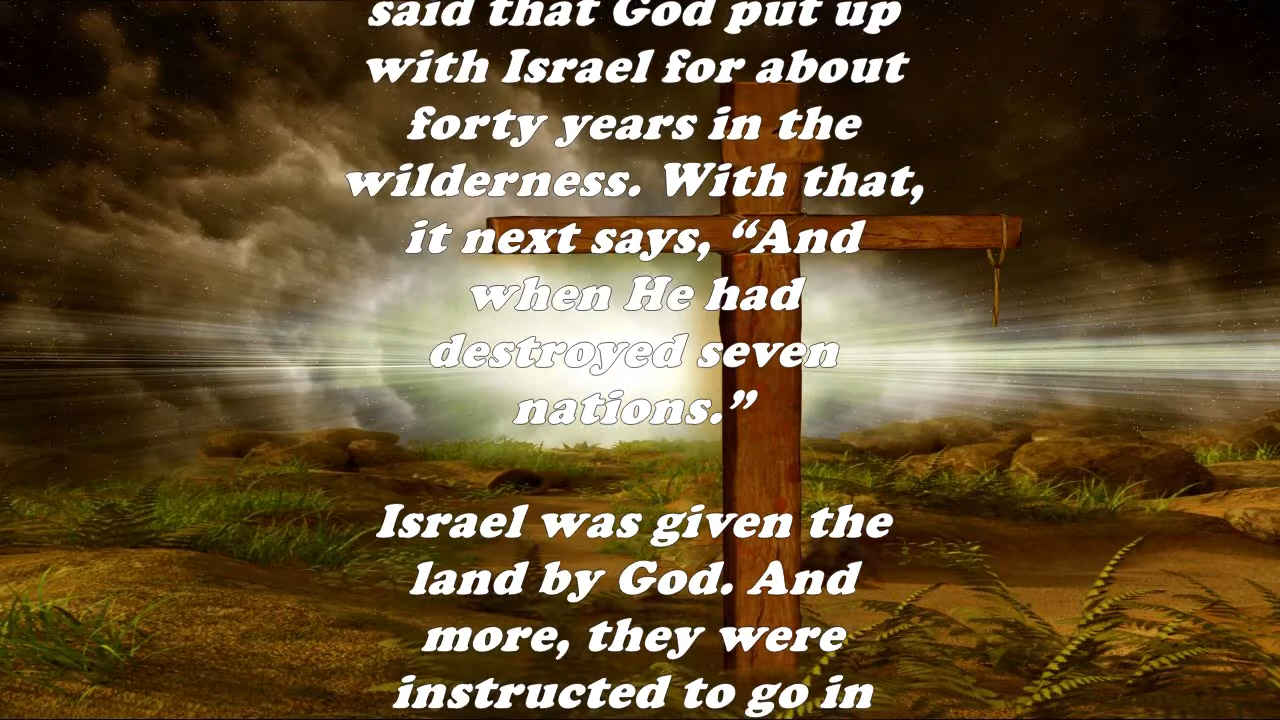 said that God put up
with Israel for about
forty years in the
wilderness. With that,
it next says, “And
when He had
destroyed seven
nations.”
Israel was given the
land by God. And
more, they were
instructed to go in